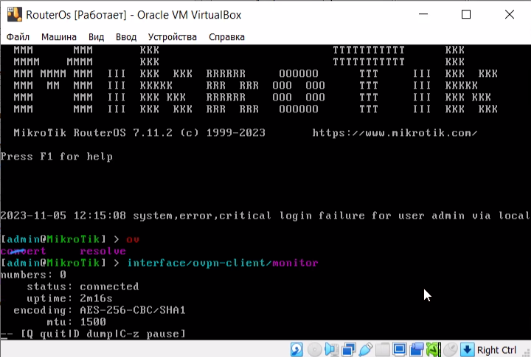 RouterOs [Работает] - Oracle VM VirtualBox
Файл Машина Вид Ввод Устройства Справка
MMM MMM KKK TTTTTTTTTTT KKK
MMMM MMMM KKK TTTTTTTTTTT KKK
MMM MMMM MMM III KKK KKK RRRRRR OOOOOO TTT III KKK KKK
MMM MM MMM III KKKKK RRR RRR OOO OOO TTT III KKKKK
MMM MMM III KKK KKK RRRRRR OOO OOO TTT III KKK KKK
MMM MMM III KKK KKK RRR RRR OOOOOO TTT III KKK KKK
MikroTik RouterOS 7.11.2 (c) 1999-2023 https://www.mikrotik.com/
Press F1 for help
2023-11-05 12:15:08 system,error,critical login failure for user admin via local
[admin@MikroTik] > ov
convert resolve
[admin@MikroTik] > interface/ovpn-client/monitor
numbers: 0
status: connected
uptime: 2m16s
encoding: AES-256-CBC/SHA1
mtu: 1500
-- [Q quit|D dump|C-z pause]
Right Ctrl